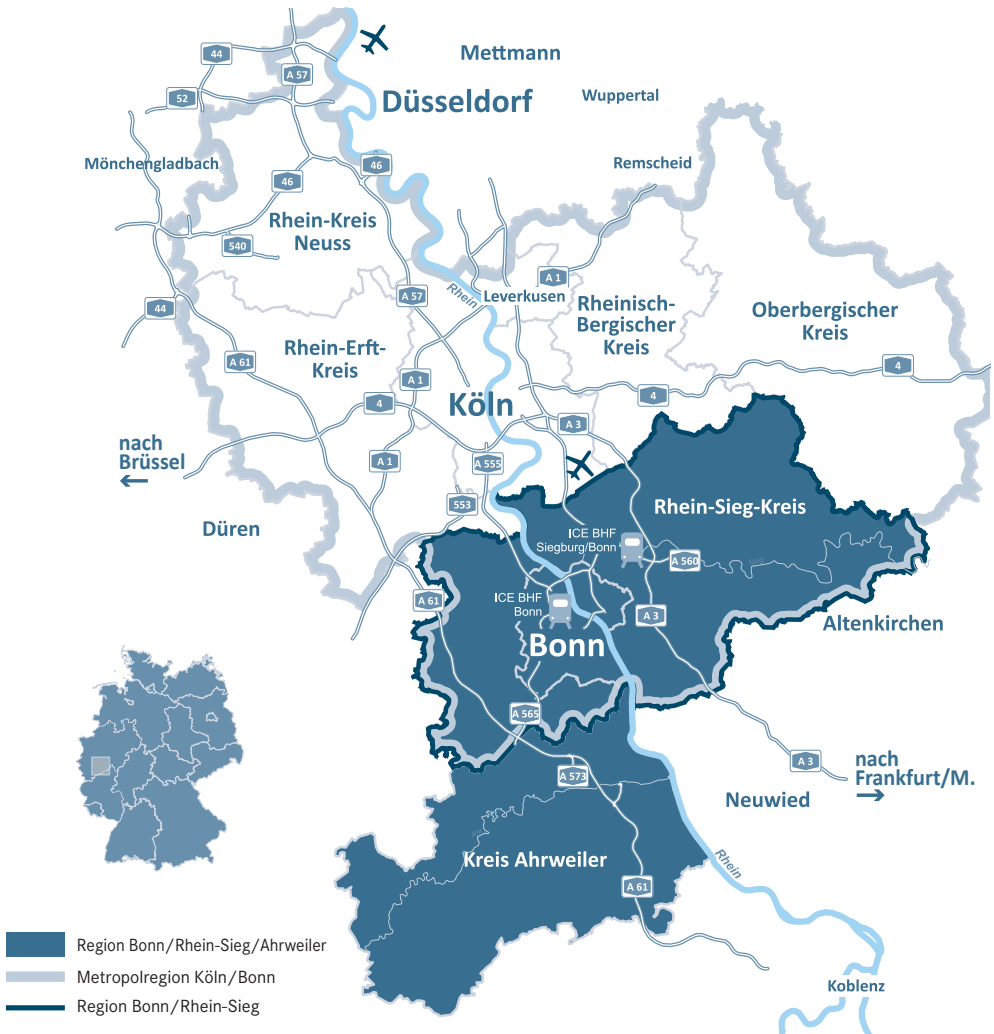 Mettmann
44
A 57
Düsseldorf
Wuppertal
52
Mönchengladbach
46
Remscheid
46
Rhein-Kreis
Neuss
540
A 1
Rhein
Leverkusen
A 57
44
Rheinisch-
Bergischer
Kreis
Oberbergischer
Kreis
Rhein-Erft-
Kreis
A 61
A 1
4
4
4
Köln
A 3
nach
Brüssel
←
A 1
A 555
553
Düren
Rhein-Sieg-Kreis
ICE BHF
Siegburg/Bonn
A 560
A 61
ICE BHF
Bonn
A 3
Altenkirchen
Bonn
A 565
A 3
nach
Frankfurt/M.
→
A 573
Neuwied
Kreis Ahrweiler
Rhein
A 61
Region Bonn/Rhein-Sieg/Ahrweiler
Metropolregion Köln/Bonn
Region Bonn/Rhein-Sieg
Koblenz